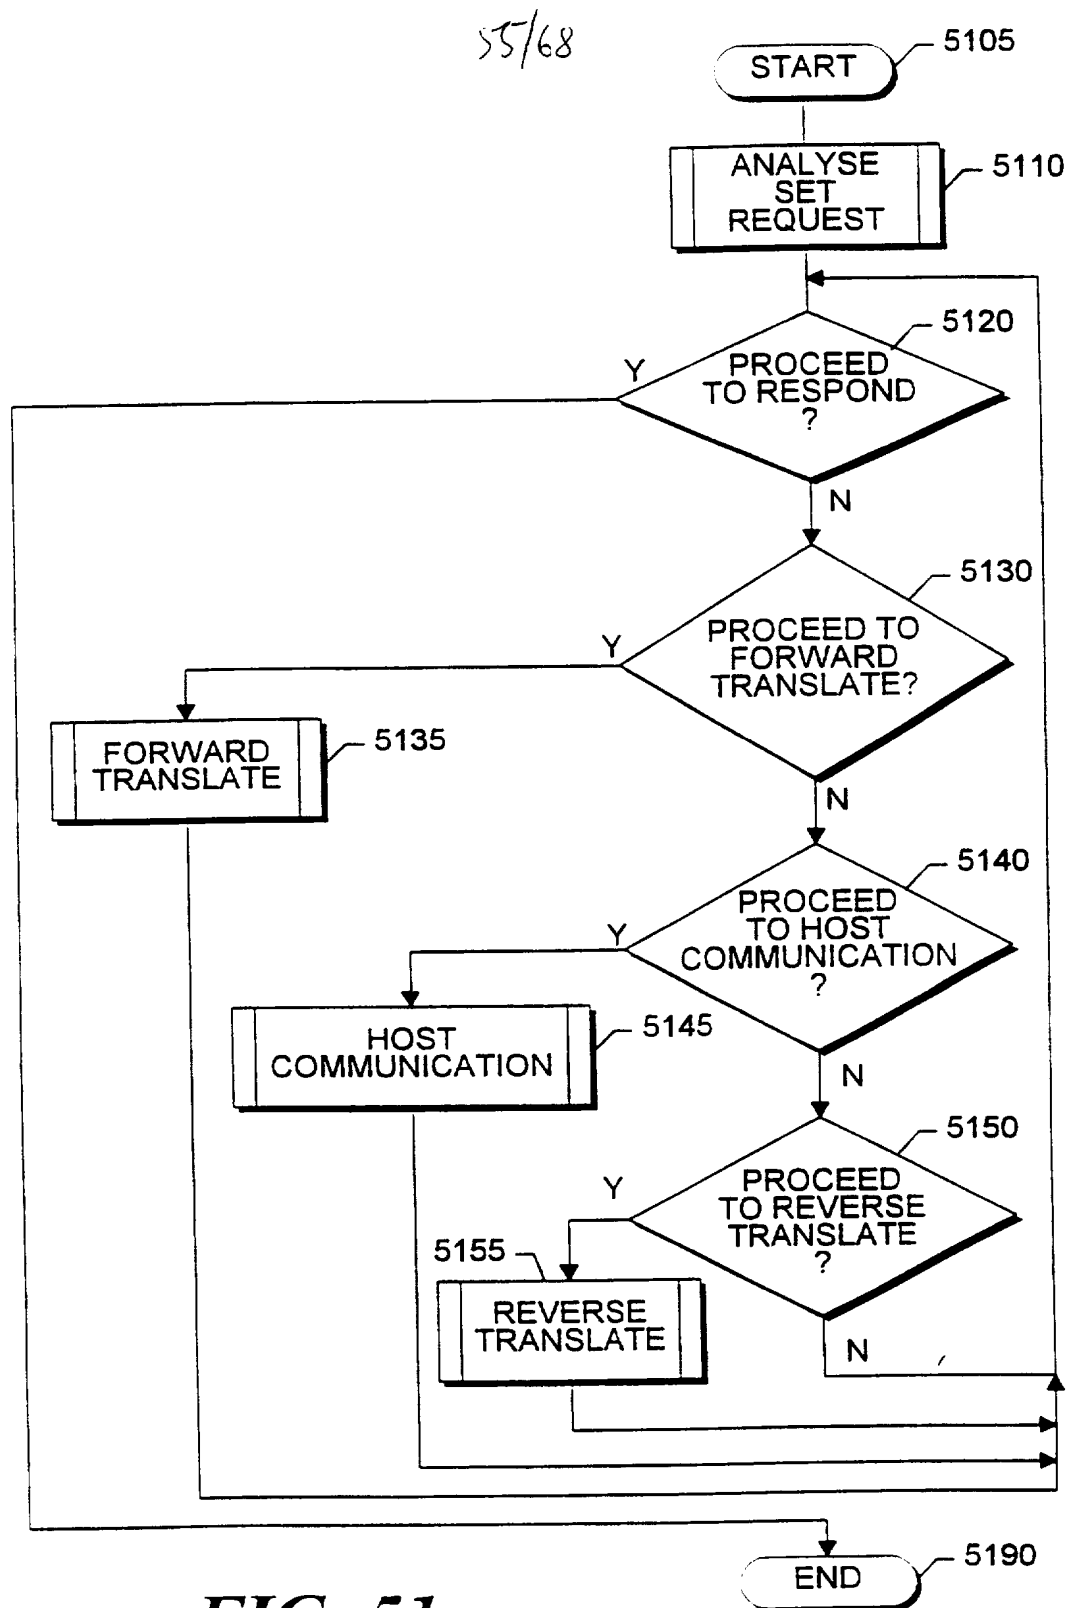 55/68
START
5105
ANALYSE
SET
REQUEST
5110
5120
PROCEED
TO RESPOND
?
Y
N
5130
PROCEED TO
FORWARD
TRANSLATE?
Y
N
FORWARD
TRANSLATE
5135
5140
PROCEED
TO HOST
COMMUNICATION
?
Y
N
HOST
COMMUNICATION
5145
5150
PROCEED
TO REVERSE
TRANSLATE
?
Y
N
5155
REVERSE
TRANSLATE
END
5190
FIG. 51